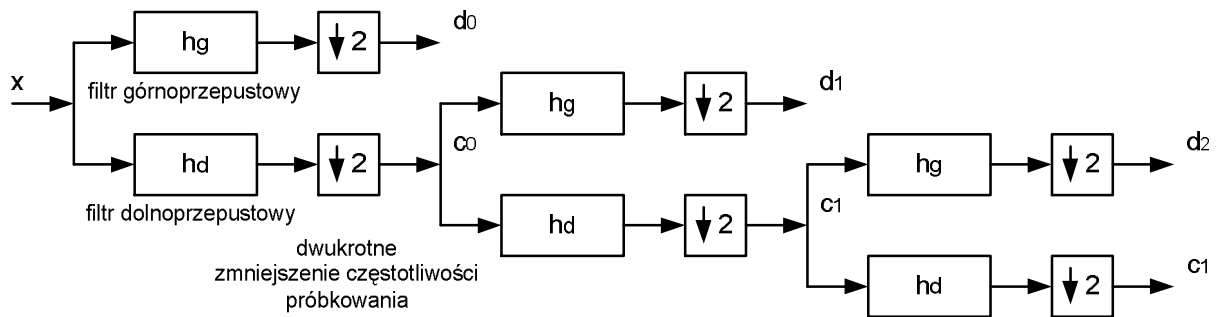 hg
↓ 2
d0
x
filtr górnoprzepustowy
hg
↓ 2
d1
hd
↓ 2
c0
hg
↓ 2
d2
filtr dolnoprzepustowy
hd
↓ 2
c1
dwukrotne
zmniejszenie częstotliwości
próbkowania
hd
↓ 2
c1